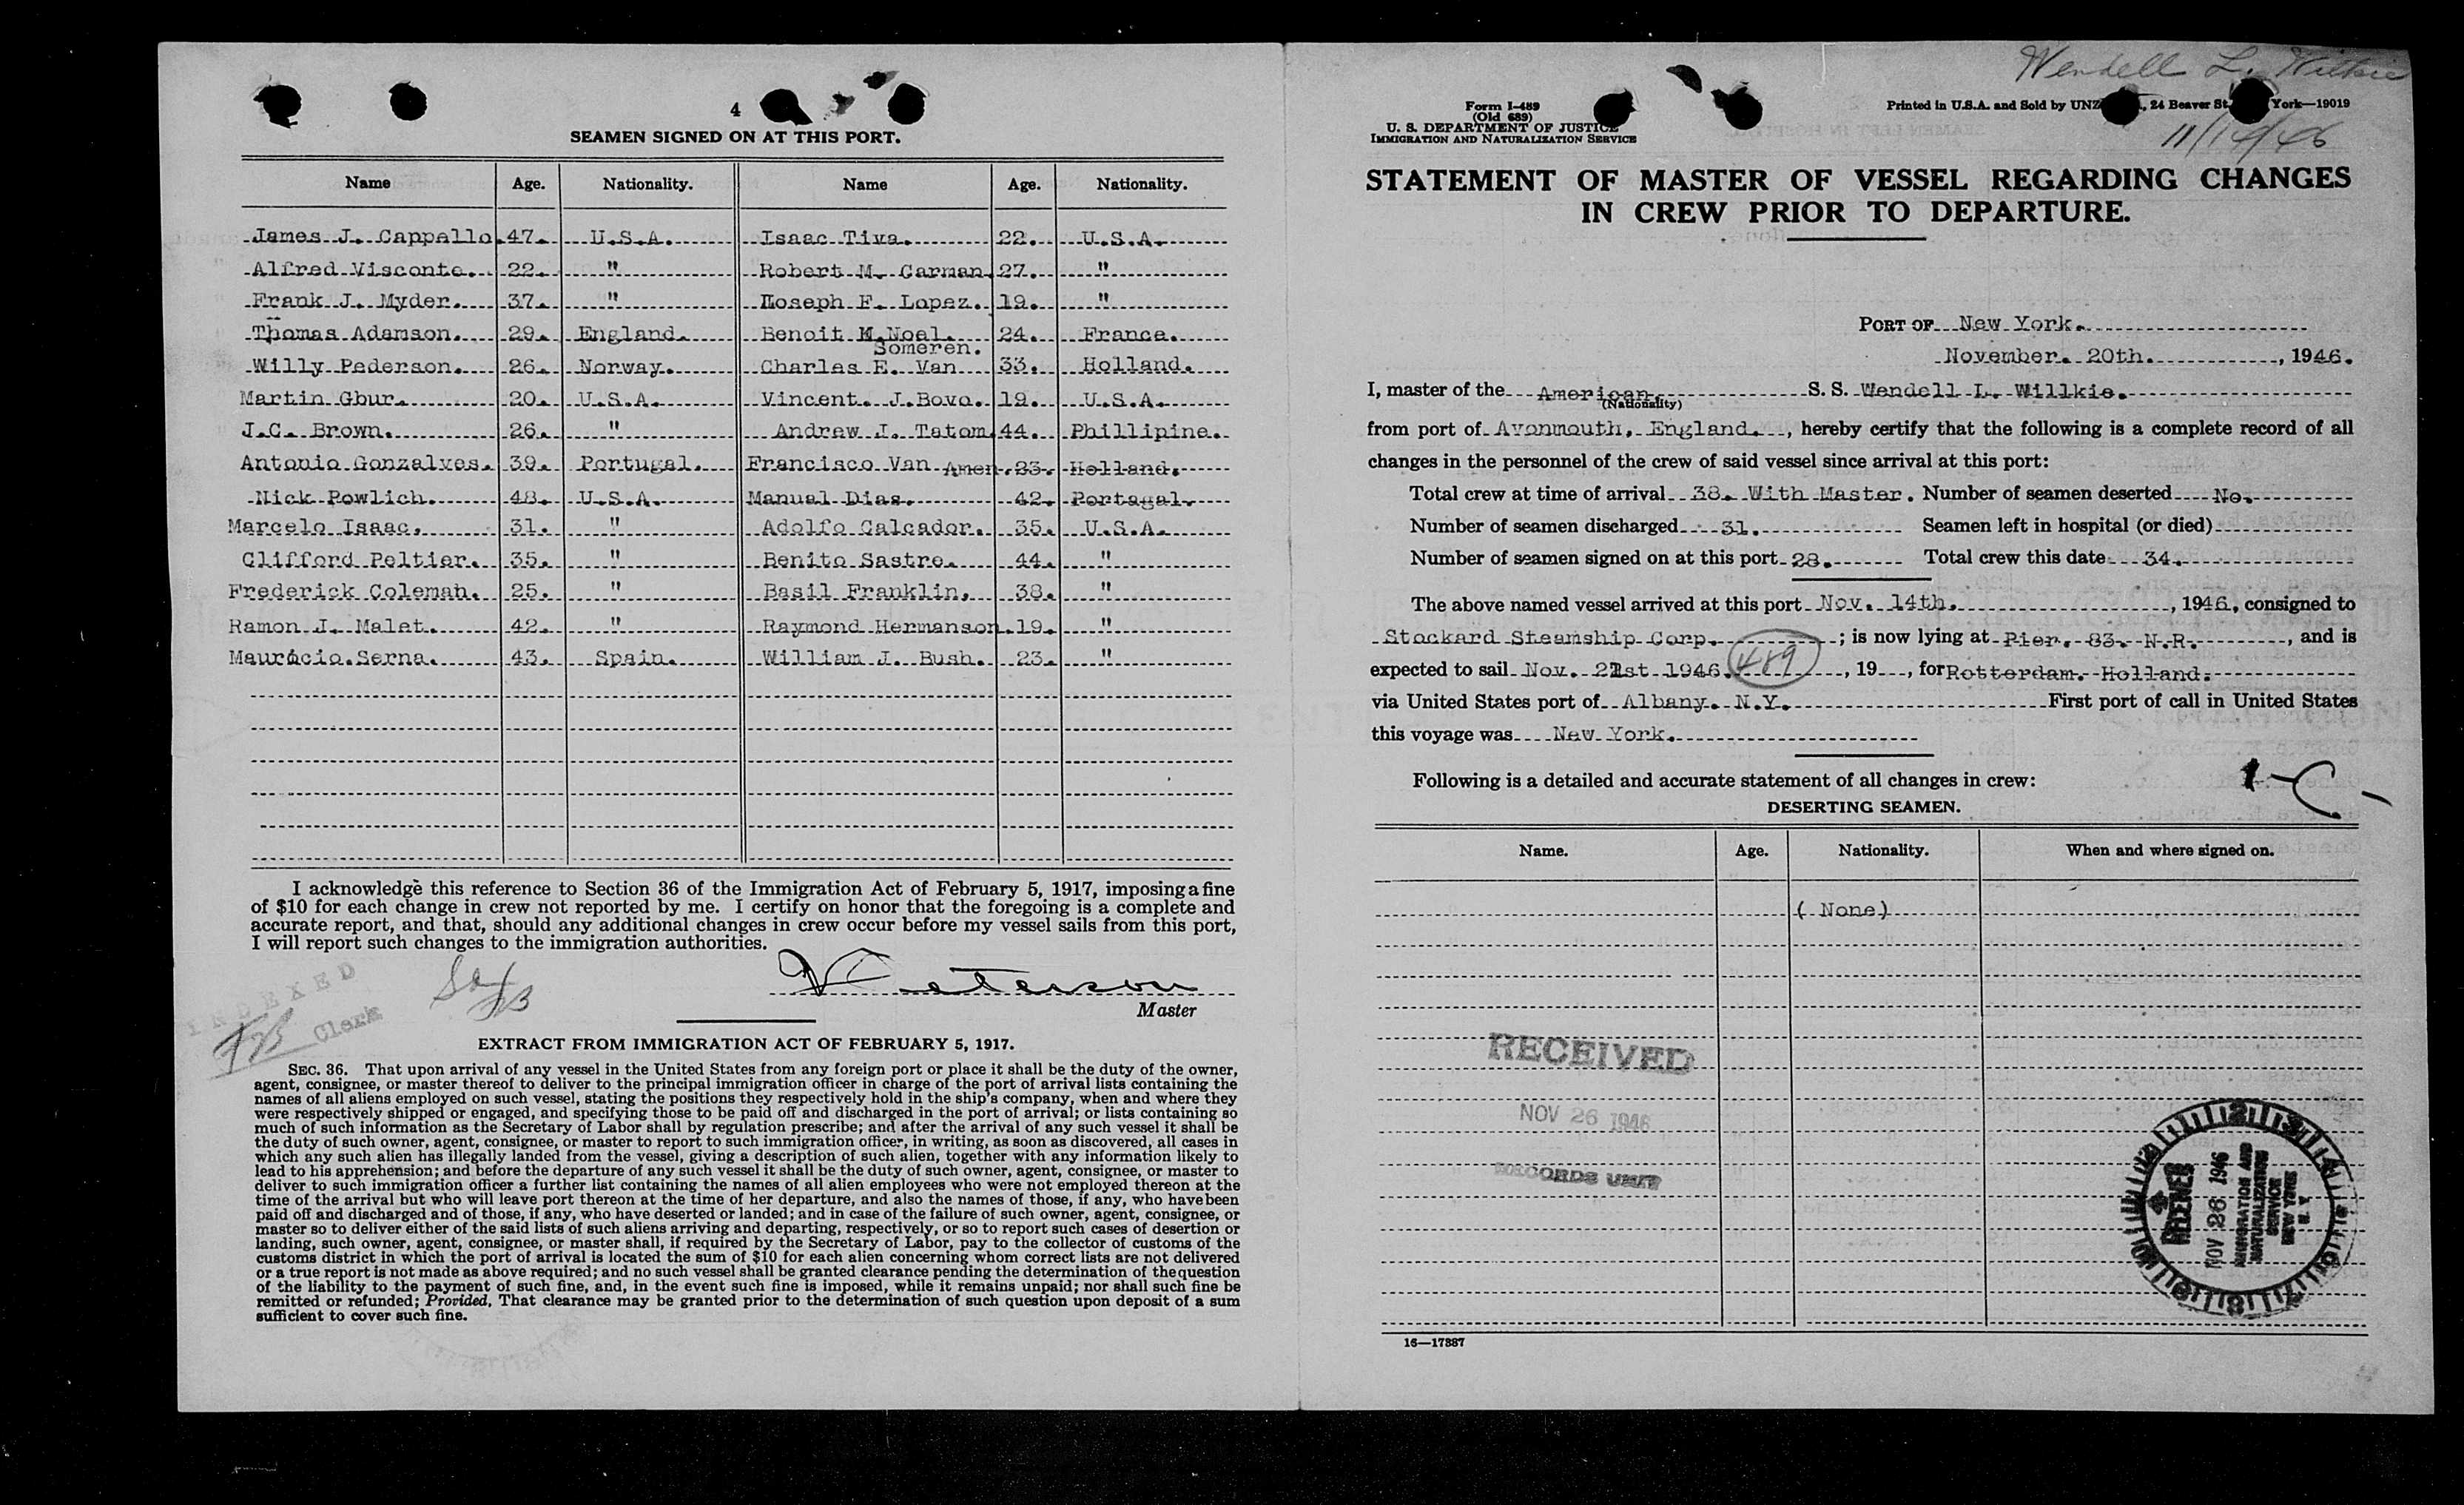 4
SEAMEN SIGNED ON AT THIS PORT.
Name Age. Nationality. Name Age. Nationality.
James J. Cappallo. 47. U.S.A. Isaac Tiva. 22. U.S.A.
Alfred Visconte. 22. " Robert M. Carman. 27. "
Frank J. Myder. 37. " Joseph F. Lopez. 19. "
Thomas Adamson. 29. England. Benoit M. Noel. 24. France.
Someren.
Willy Pederson. 26. Norway. Charles E. Van 33. Holland.
Martin Gbur. 20. U.S.A. Vincent. J. Bova. 19. U.S.A.
J.C. Brown. 26. " Andrew J. Tatom. 44. Phillipine.
Antonio Gonzalves. 39. Portugal. Francisco Van Amen. 23. Holland.
Nick Powlich. 48. U.S.A. Manual Dias. 42. Portagal.
Marcelo Isaac. 31. " Adolfo Calcador. 35. U.S.A.
Clifford Peltier. 35. " Benito Sastre. 44. "
Frederick Coleman. 25. " Basil Franklin. 38. "
Ramon J. Malet. 42. " Raymond Hermanson. 19. "
Mauracio. Serna. 43. Spain. William J. Bush. 23. "
I acknowledge this reference to Section 36 of the Immigration Act of February 5, 1917, imposing a fine
of $10 for each change in crew not reported by me. I certify on honor that the foregoing is a complete and
accurate report, and that, should any additional changes in crew occur before my vessel sails from this port,
I will report such changes to the immigration authorities.
Master
INDEXED
Clerk
EXTRACT FROM IMMIGRATION ACT OF FEBRUARY 5, 1917.
SEC. 36. That upon arrival of any vessel in the United States from any foreign port or place it shall be the duty of the owner,
agent, consignee, or master thereof to deliver to the principal immigration officer in charge of the port of arrival lists containing the
names of all aliens employed on such vessel, stating the positions they respectively hold in the ship's company, when and where they
were respectively shipped or engaged, and specifying those to be paid off and discharged in the port of arrival; or lists containing so
much of such information as the Secretary of Labor shall by regulation prescribe; and after the arrival of any such vessel it shall be
the duty of such owner, agent, consignee, or master to report to such immigration officer, in writing, as soon as discovered, all cases in
which any such alien has illegally landed from the vessel, giving a description of such alien, together with any information likely to
lead to his apprehension; and before the departure of any such vessel it shall be the duty of such owner, agent, consignee, or master to
deliver to such immigration officer a further list containing the names of all alien employees who were not employed thereon at the
time of the arrival but who will leave port thereon at the time of her departure, and also the names of those, if any, who have been
paid off and discharged and of those, if any, who have deserted or landed; and in case of the failure of such owner, agent, consignee, or
master so to deliver either of the said lists of such aliens arriving and departing, respectively, or so to report such cases of desertion or
landing, such owner, agent, consignee, or master shall, if required by the Secretary of Labor, pay to the collector of customs of the
customs district in which the port of arrival is located the sum of $10 for each alien concerning whom correct lists are not delivered
or a true report is not made as above required; and no such vessel shall be granted clearance pending the determination of the question
of the liability to the payment of such fine, and, in the event such fine is imposed, while it remains unpaid; nor shall such fine be
remitted or refunded; Provided, That clearance may be granted prior to the determination of such question upon deposit of a sum
sufficient to cover such fine.
Wendell L. Willkie
Form I-489
(Old 689)
U. S. DEPARTMENT OF JUSTICE
IMMIGRATION AND NATURALIZATION SERVICE
Printed in U.S.A. and Sold by UNZ , 24 Beaver St. York—19019
11/14/46
STATEMENT OF MASTER OF VESSEL REGARDING CHANGES
IN CREW PRIOR TO DEPARTURE.
PORT OF New York.
November. 20th. , 1946.
I, master of the American. S. S. Wendell L. Willkie.
(Nationality)
from port of Avonmouth, England. , hereby certify that the following is a complete record of all
changes in the personnel of the crew of said vessel since arrival at this port:
Total crew at time of arrival 38. With Master. Number of seamen deserted No.
Number of seamen discharged 31. Seamen left in hospital (or died)
Number of seamen signed on at this port 28. Total crew this date 34.
The above named vessel arrived at this port Nov. 14th. , 1946, consigned to
Stockard Steamship Corp. ; is now lying at Pier. 83. N.R. , and is
expected to sail Nov. 21st 1946. 489 , 19 , for Rotterdam. Holland.
via United States port of Albany. N.Y. First port of call in United States
this voyage was New York.
Following is a detailed and accurate statement of all changes in crew:
1-C-
DESERTING SEAMEN.
Name. Age. Nationality. When and where signed on.
( None)
RECEIVED
NOV 26 1946
RECORDS UNIT
RECEIVED
NOV 26 1946
IMMIGRATION AND
NATURALIZATION
SERVICE
NEW YORK
N. Y.
16—17887